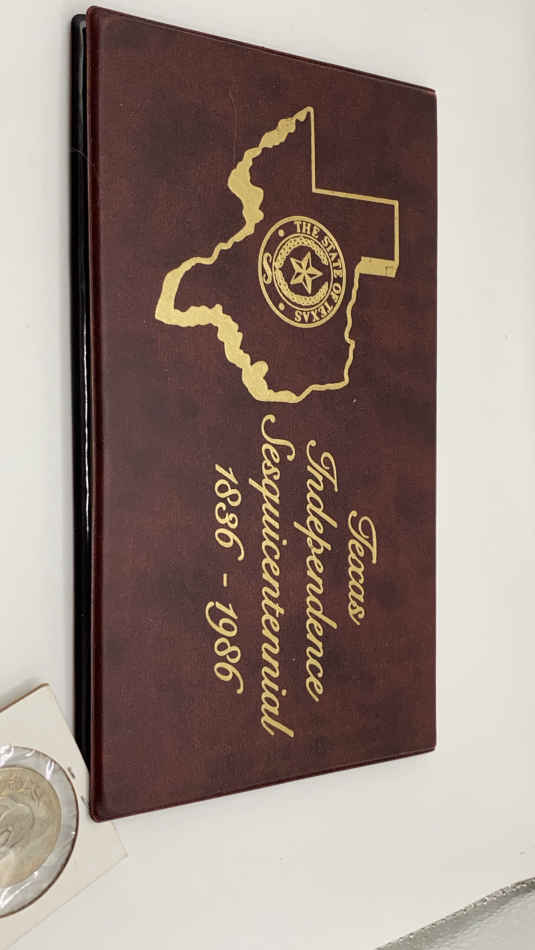 THE STATE OF TEXAS
Texas
Independence
Sesquicentennial
1836 - 1986